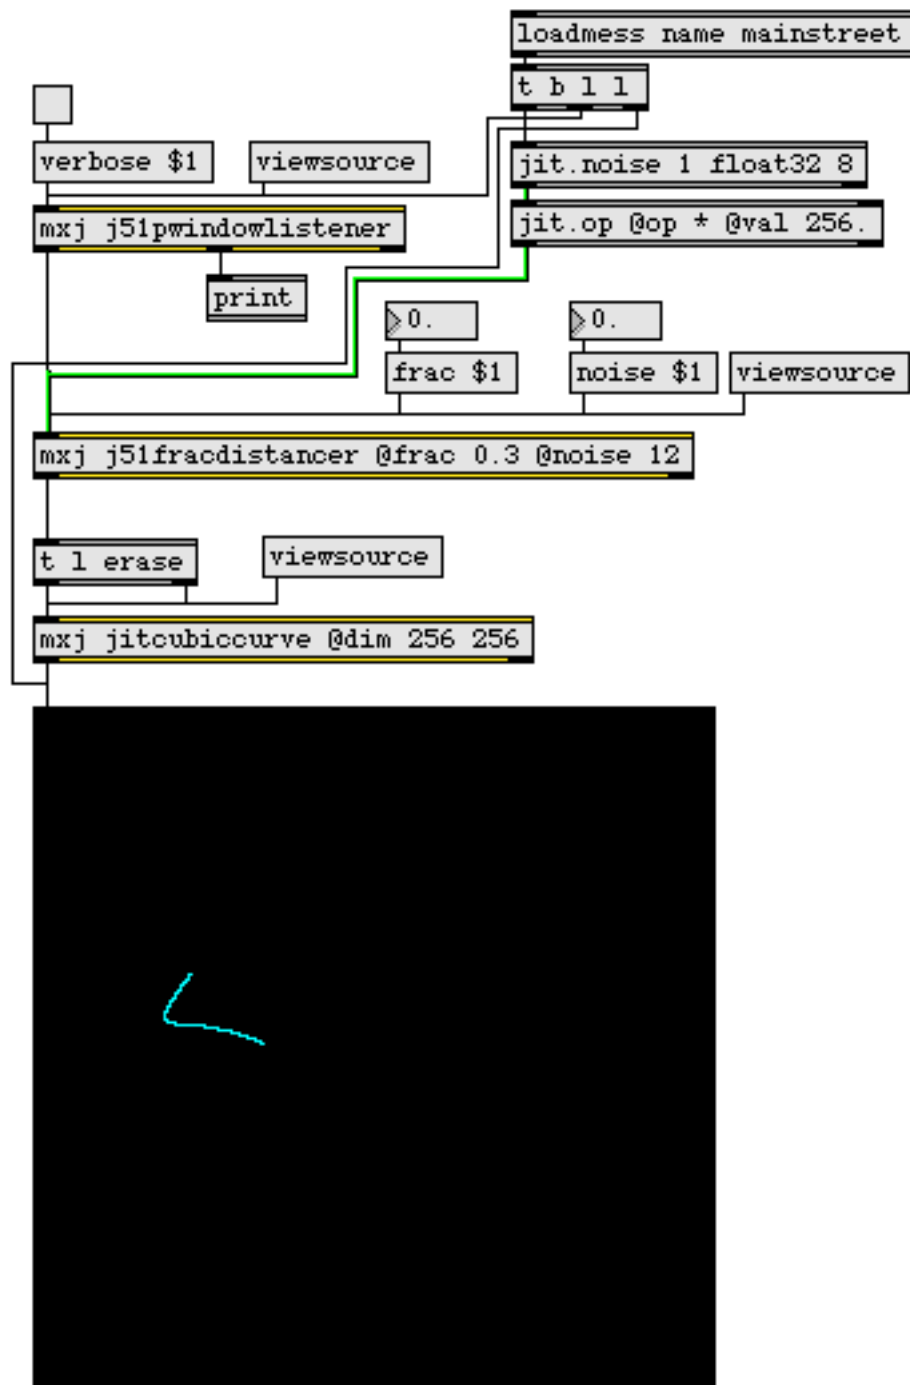 loadmess name mainstreet
t b l l
verbose $1
viewsource
jit.noise 1 float32 8
mxj j51pwindowlistener
jit.op @op * @val 256.
print
0.
0.
frac $1
noise $1
viewsource
mxj j51fracdistancer @frac 0.3 @noise 12
t l erase
viewsource
mxj jitcubiccurve @dim 256 256